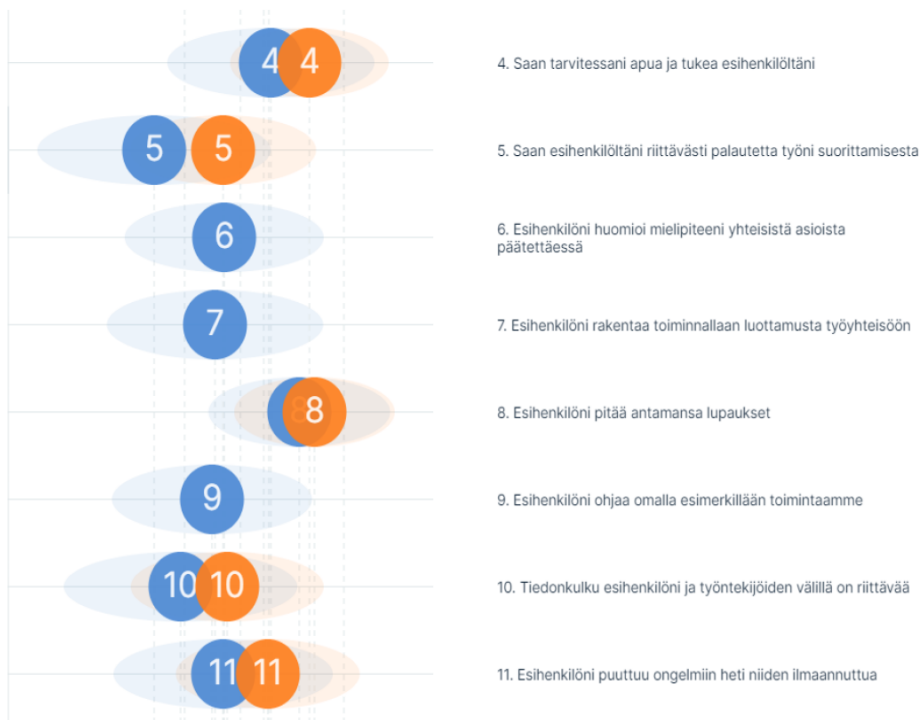 4 4 4. Saan tarvitessani apua ja tukea esihenkilöltäni
5 5 5. Saan esihenkilöltäni riittävästi palautetta työni suorittamisesta
6 6. Esihenkilöni huomioi mielipiteeni yhteisistä asioista
päätettäessä
7 7. Esihenkilöni rakentaa toiminnallaan luottamusta työyhteisöön
8 8 8. Esihenkilöni pitää antamansa lupaukset
9 9. Esihenkilöni ohjaa omalla esimerkillään toimintaamme
10 10 10. Tiedonkulku esihenkilöni ja työntekijöiden välillä on riittävää
11 11 11. Esihenkilöni puuttuu ongelmiin heti niiden ilmaannuttua